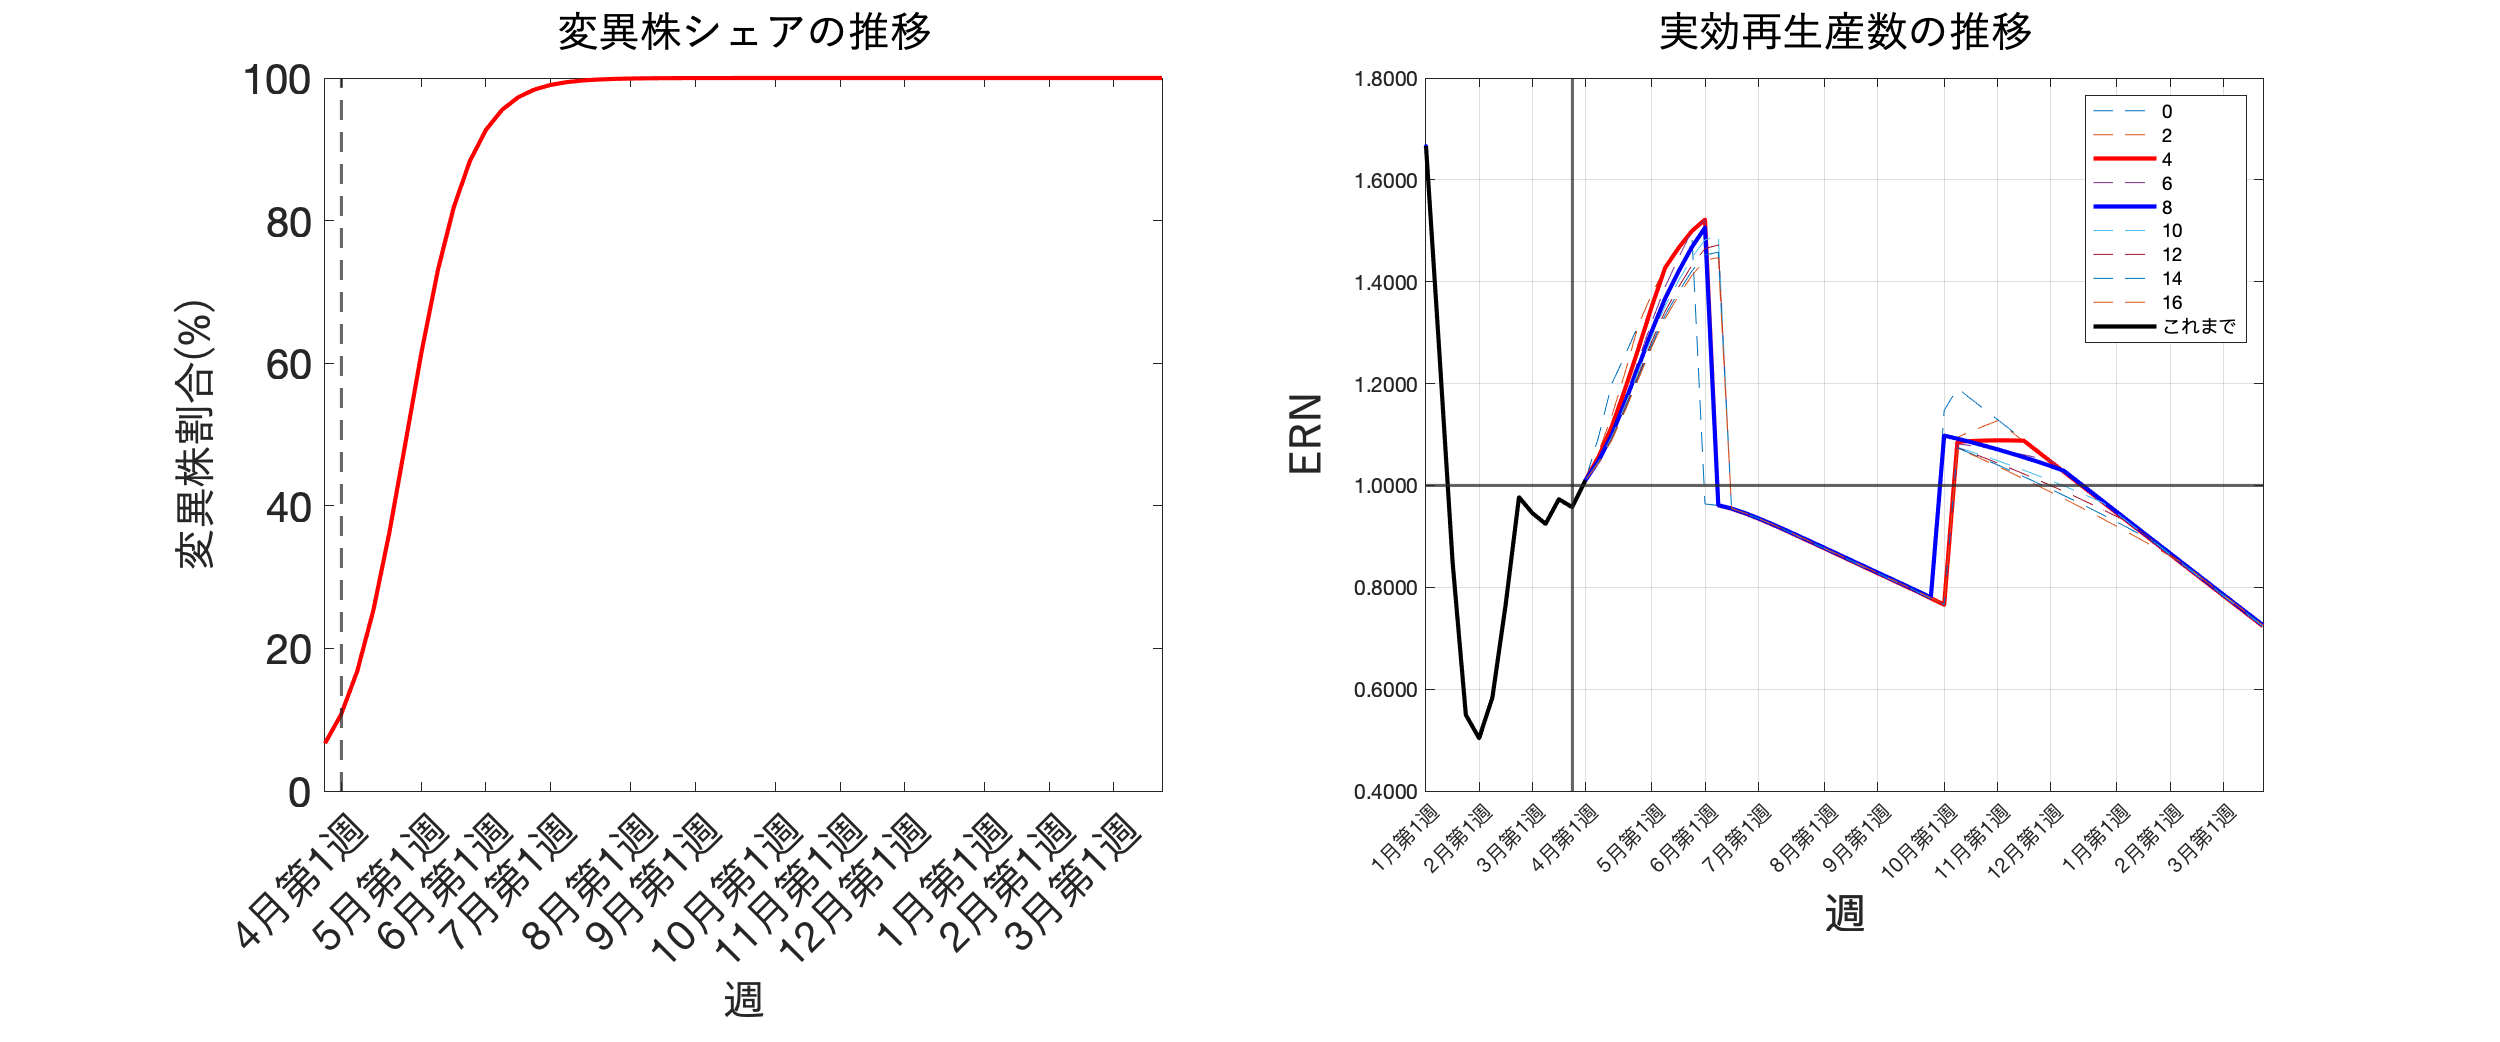 変異株シェアの推移
変異株割合(%)
100
80
60
40
20
0
4月第1週
5月第1週
6月第1週
7月第1週
8月第1週
9月第1週
10月第1週
11月第1週
12月第1週
1月第1週
2月第1週
3月第1週
週
実効再生産数の推移
ERN
1.8000
1.6000
1.4000
1.2000
1.0000
0.8000
0.6000
0.4000
0
2
4
6
8
10
12
14
16
これまで
1月第1週
2月第1週
3月第1週
4月第1週
5月第1週
6月第1週
7月第1週
8月第1週
9月第1週
10月第1週
11月第1週
12月第1週
1月第1週
2月第1週
3月第1週
週